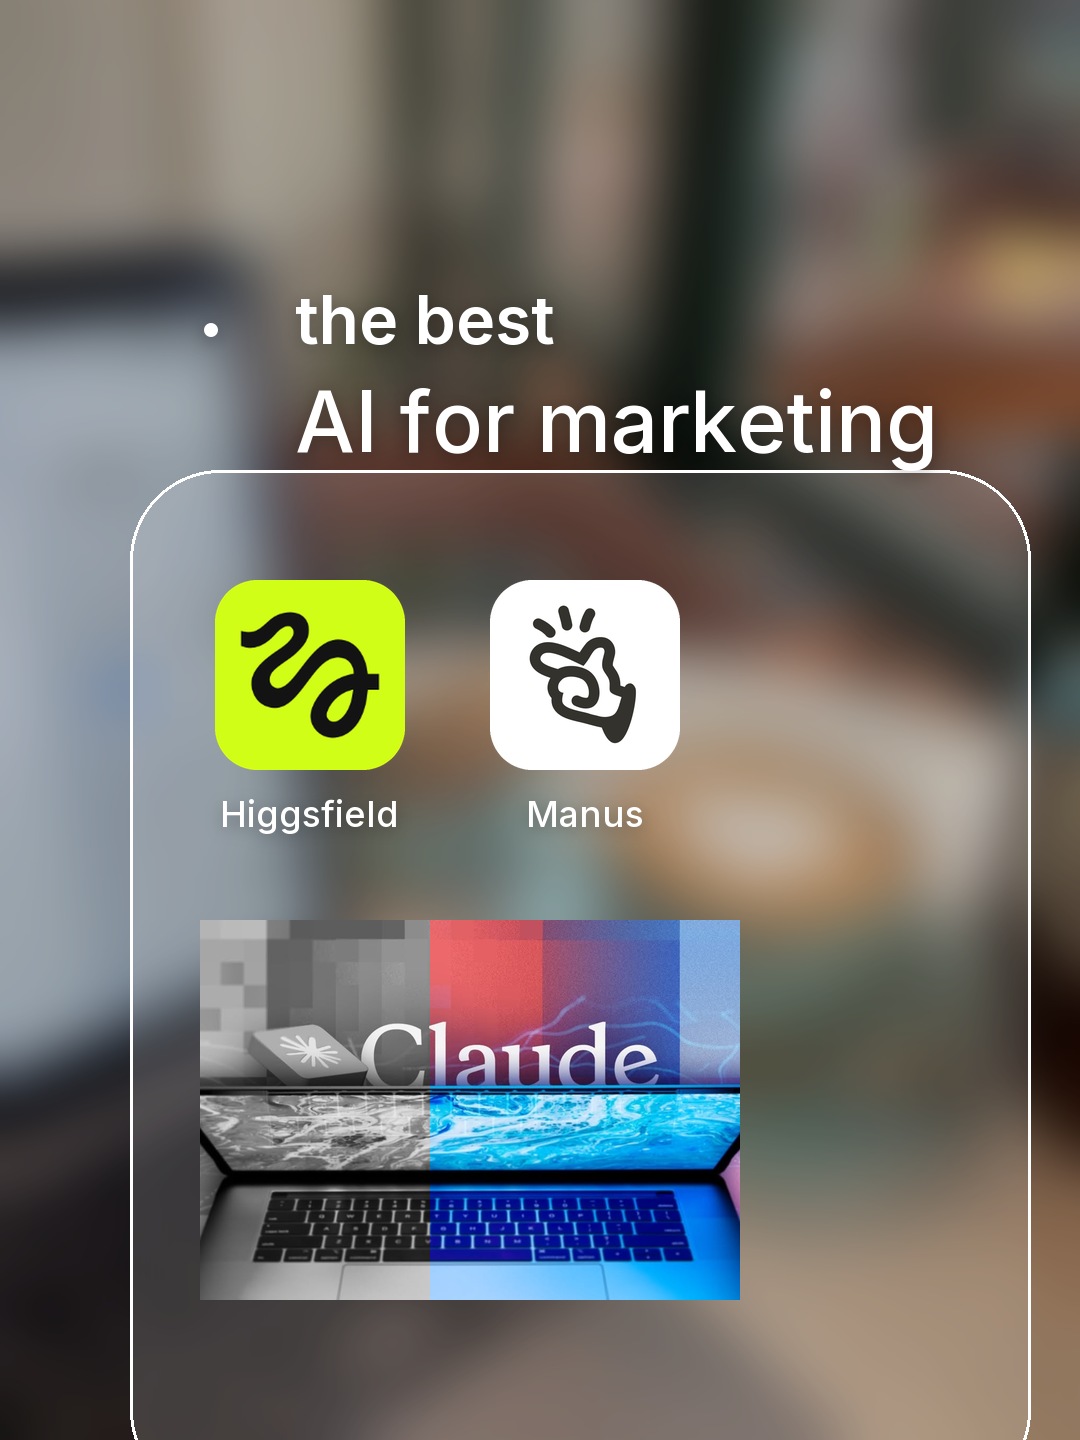 • the best
AI for marketing
Higgsfield
Manus
Claude